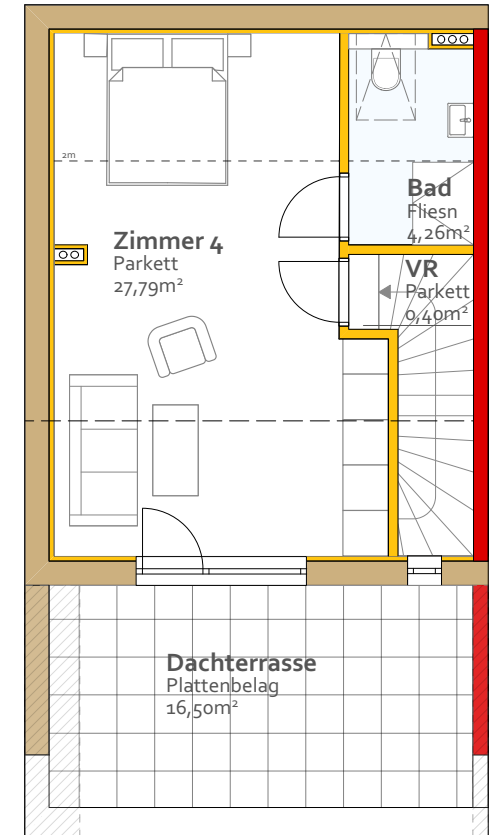 2m
Bad
Fliesn
4,26m²
Zimmer 4
Parkett
27,79m²
VR
Parkett
0,40m²
Dachterrasse
Plattenbelag
16,50m²